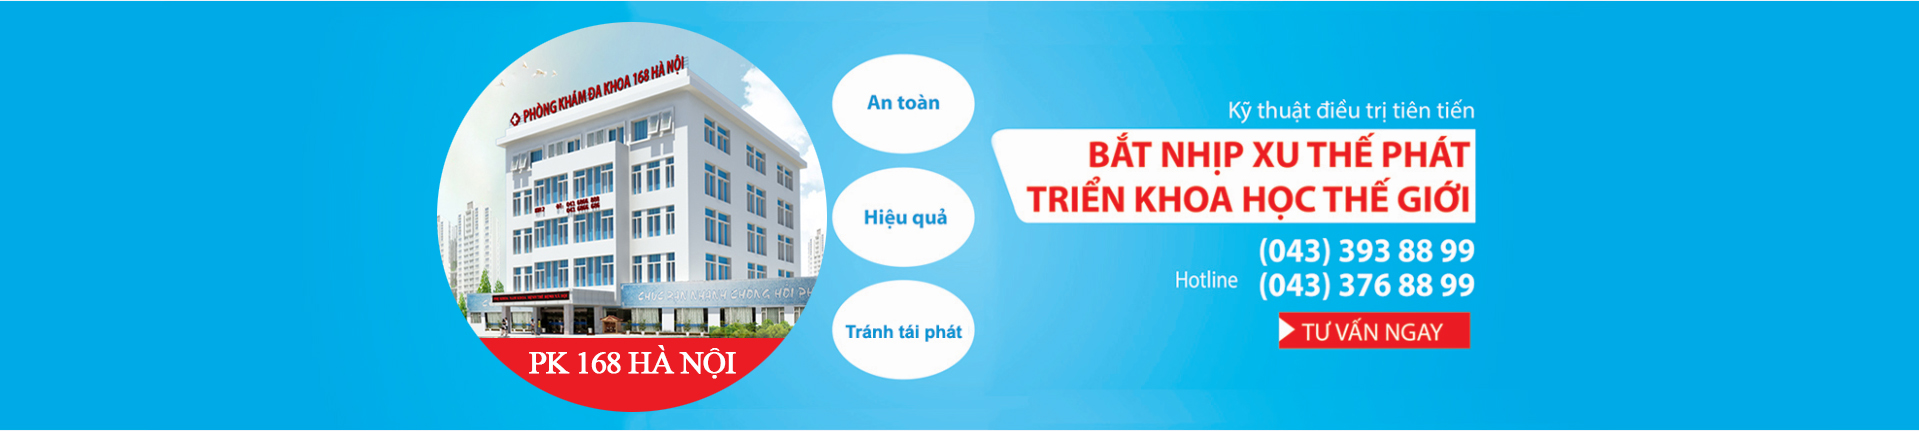 PHÒNG KHÁM ĐA KHOA 168 HÀ NỘI
PK 168 HÀ NỘI
An toàn
Hiệu quả
Tránh tái phát
Kỹ thuật điều trị tiên tiến
BẮT NHỊP XU THẾ PHÁT
TRIỂN KHOA HỌC THẾ GIỚI
(043) 393 88 99
Hotline (043) 376 88 99
TƯ VẤN NGAY